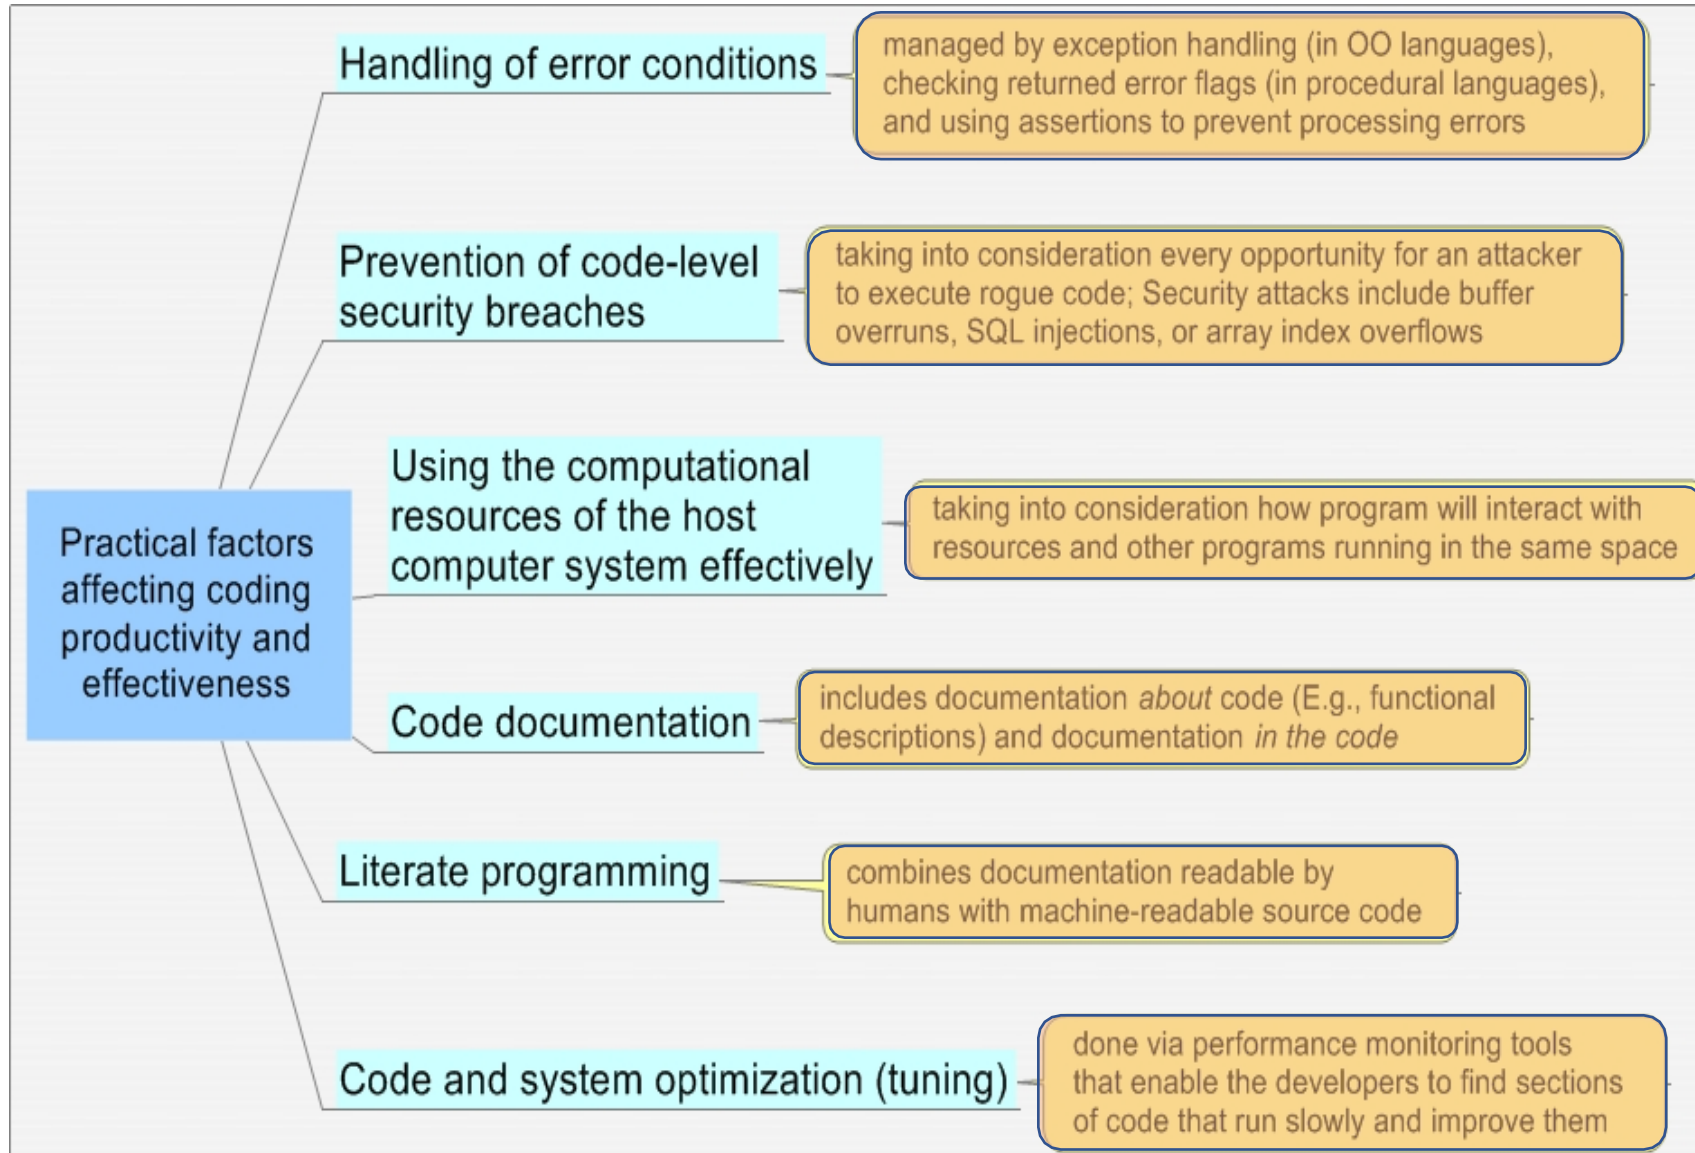 Handling of error conditions
managed by exception handling (in OO languages),
checking returned error flags (in procedural languages),
and using assertions to prevent processing errors
Prevention of code-level
security breaches
taking into consideration every opportunity for an attacker
to execute rogue code; Security attacks include buffer
overruns, SQL injections, or array index overflows
Using the computational
resources of the host
computer system effectively
taking into consideration how program will interact with
resources and other programs running in the same space
Practical factors
affecting coding
productivity and
effectiveness
Code documentation
includes documentation about code (E.g., functional
descriptions) and documentation in the code
Literate programming
combines documentation readable by
humans with machine-readable source code
Code and system optimization (tuning)
done via performance monitoring tools
that enable the developers to find sections
of code that run slowly and improve them